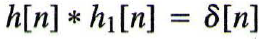 h[n] * h₁[n] = δ[n]